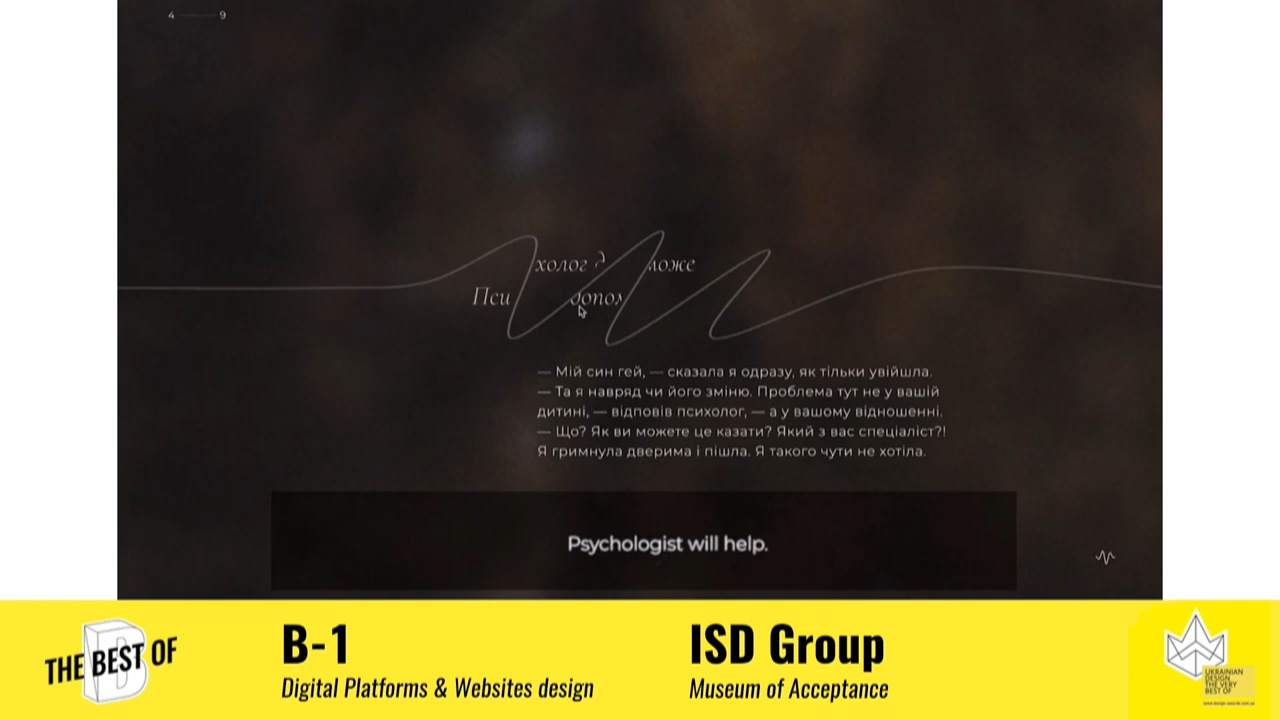 4 9
холог може
Пси допом
— Мій син гей, — сказала я одразу, як тільки увійшла.
— Та я навряд чи його зміню. Проблема тут не у вашій
дитині, — відповів психолог, — а у вашому відношенні.
— Що? Як ви можете це казати? Який з вас спеціаліст?!
Я гримнула дверима і пішла. Я такого чути не хотіла.
Psychologist will help.
THE BEST OF
B-1
Digital Platforms & Websites design
ISD Group
Museum of Acceptance
UKRAINIAN
DESIGN
THE VERY
BEST OF